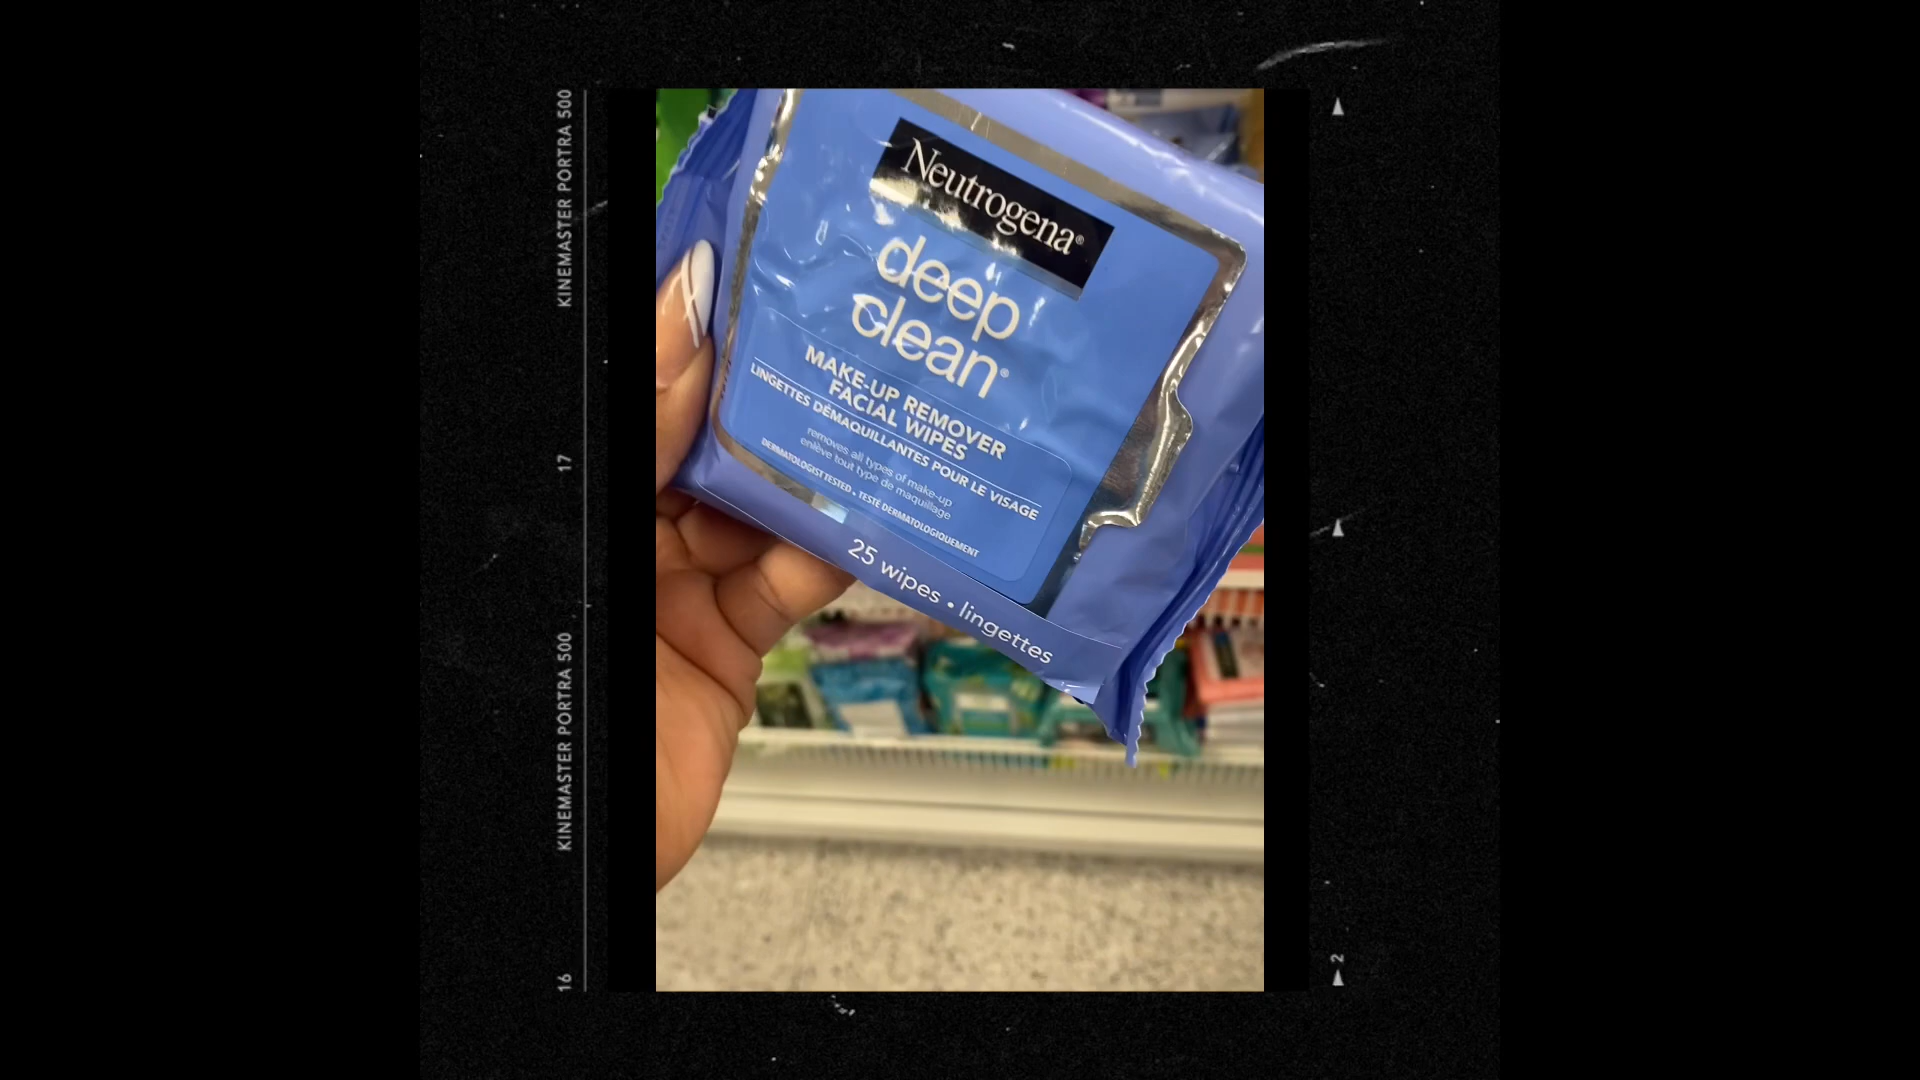 Neutrogena®
deep
clean®
MAKE-UP REMOVER
FACIAL WIPES
LINGETTES DÉMAQUILLANTES POUR LE VISAGE
removes all types of make-up
enlève tout type de maquillage
DERMATOLOGIST TESTED • TESTÉ DERMATOLOGIQUEMENT
25 wipes • lingettes
KINEMASTER PORTRA 500
17
KINEMASTER PORTRA 500
16
2